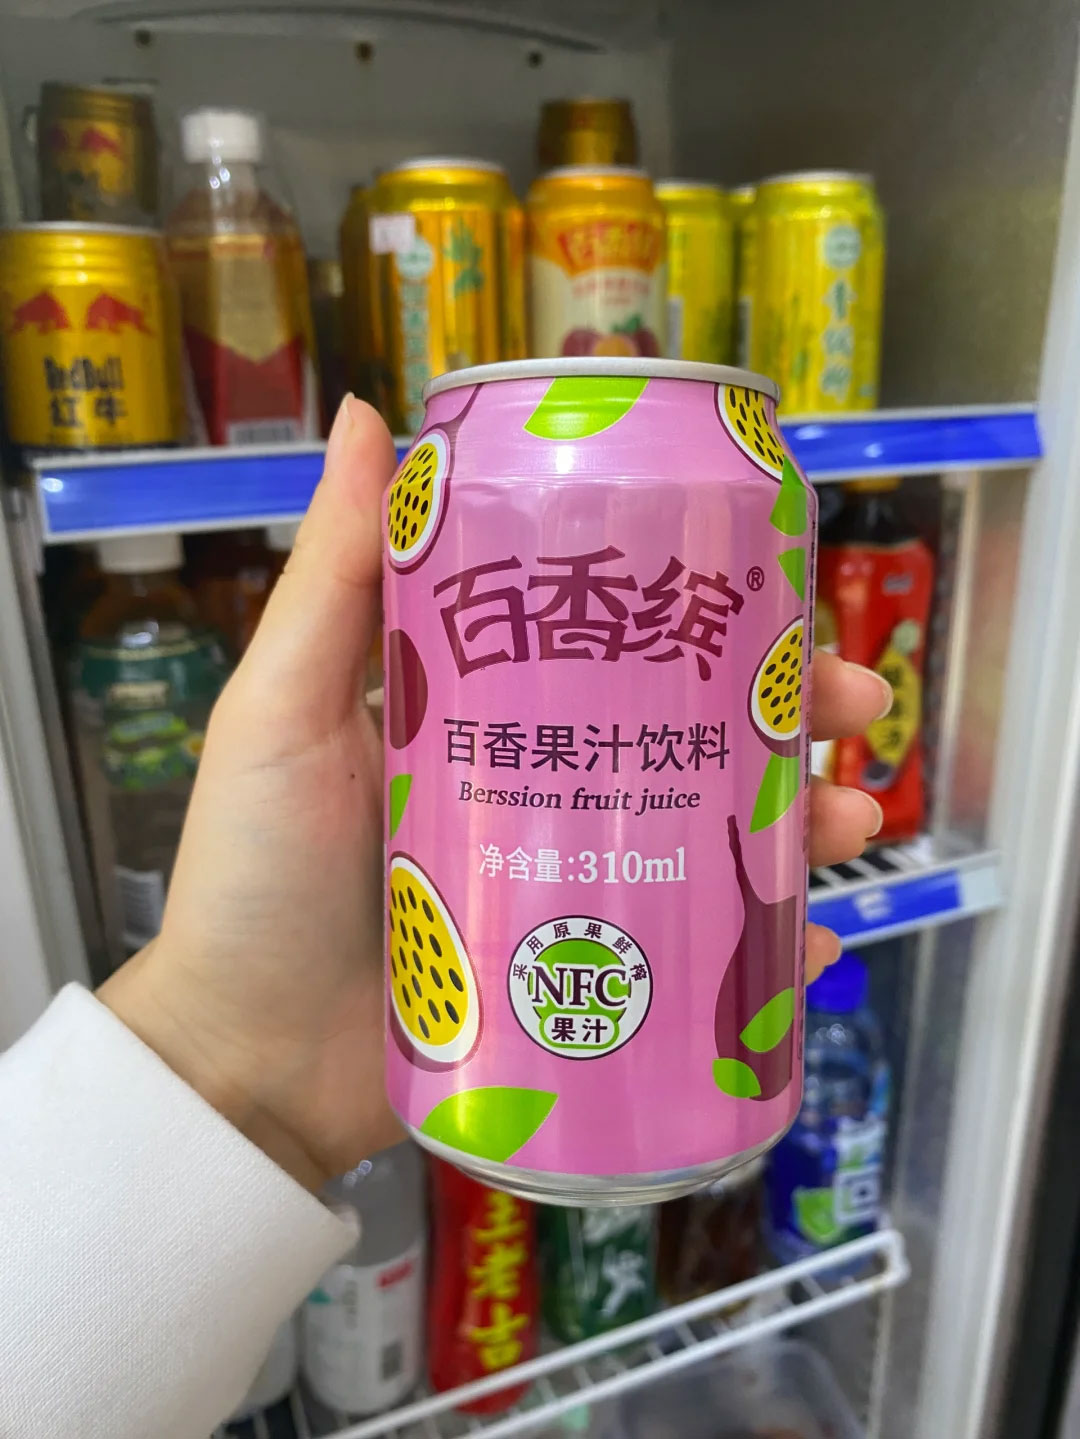 RedBull
红牛
百香缤®
百香果汁饮料
Berssion fruit juice
净含量:310ml
采用原果鲜榨
NFC
果汁
王老吉